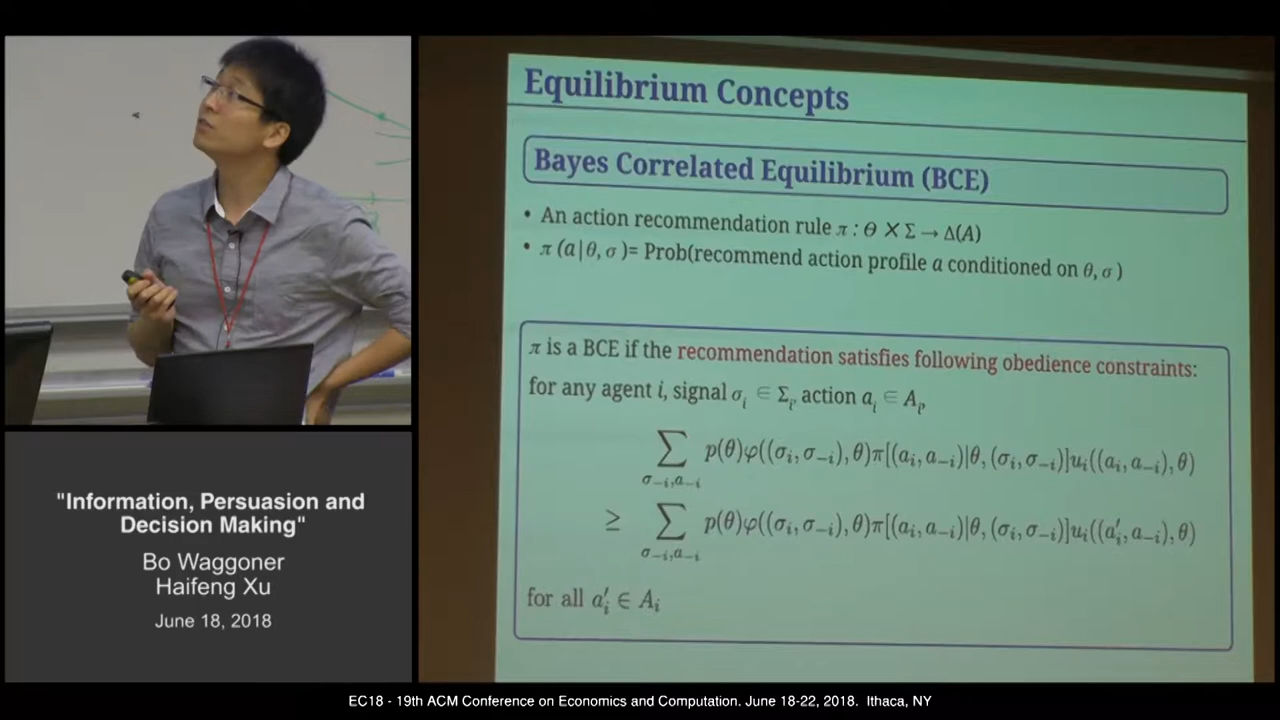 Equilibrium Concepts
Bayes Correlated Equilibrium (BCE)
• An action recommendation rule π : Θ × Σ → Δ(A)
• π (a|θ, σ )= Prob(recommend action profile a conditioned on θ, σ )
π is a BCE if the recommendation satisfies following obedience constraints:
for any agent i, signal σ_i ∈ Σ_i, action a_i ∈ A_i,
∑_{σ_{−i},a_{−i}} p(θ)φ((σ_i, σ_{−i}), θ)π[(a_i, a_{−i})|θ, (σ_i, σ_{−i})]u_i((a_i, a_{−i}), θ)
≥ ∑_{σ_{−i},a_{−i}} p(θ)φ((σ_i, σ_{−i}), θ)π[(a_i, a_{−i})|θ, (σ_i, σ_{−i})]u_i((a′_i, a_{−i}), θ)
for all a′_i ∈ A_i
"Information, Persuasion and
Decision Making"
Bo Waggoner
Haifeng Xu
June 18, 2018
EC18 - 19th ACM Conference on Economics and Computation. June 18-22, 2018. Ithaca, NY